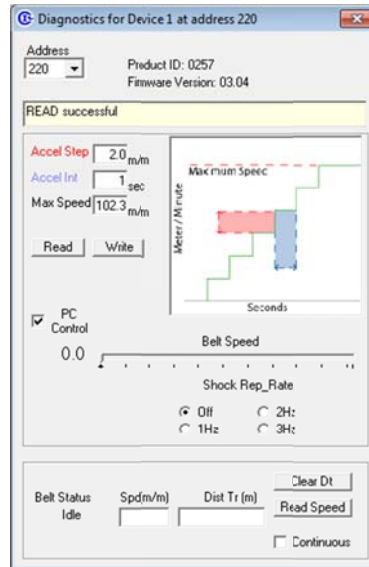 Diagnostics for Device 1 at address 220
Address
220
Product ID: 0257
Firmware Version: 03.04
READ successful
Accel Step 2.0 m/m
Accel Int 1 sec
Max Speed 102.3 m/m
Read Write
Maximum Speed
Meter / Minute
Seconds
PC
Control
0.0
Belt Speed
Shock Rep_Rate
Off 2Hz
1Hz 3Hz
Belt Status
Idle
Spd(m/m) Dist Tr (m)
Clear Dt
Read Speed
Continuous